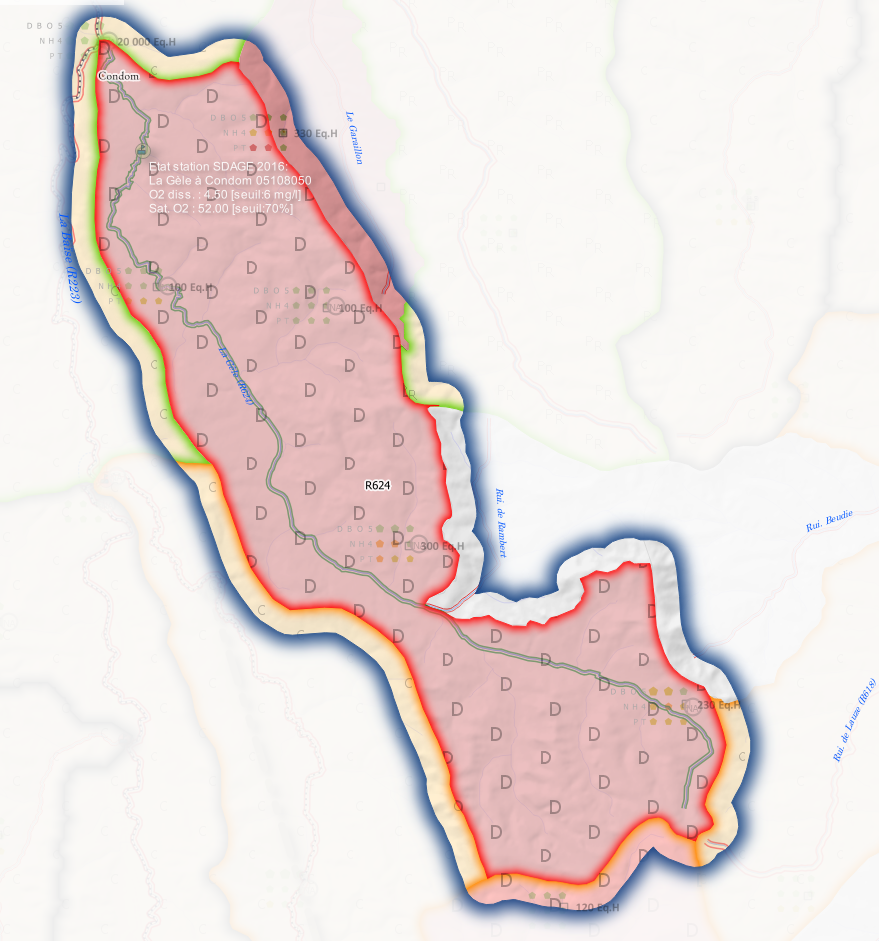 DBO5
NH4
PT
20 000 Eq.H
Condom
C
DBO5
NH4
PT
330 Eq.H
Le Garaillon
Etat station SDAGE 2016:
La Gèle à Condom 05108050
O2 diss. : 4.50 [seuil:6 mg/l]
Sat. O2 : 52.00 [seuil:70%]
La Baïse (R223)
DBO5
NH4
PT
100 Eq.H
DBO5
NH4
PT
100 Eq.H
La Gèle (R624)
R624
Rui. de Rambert
Rui. Beudie
DBO5
NH4
PT
300 Eq.H
DBO5
NH4
PT
230 Eq.H
Rui. de Lauze (R618)
120 Eq.H